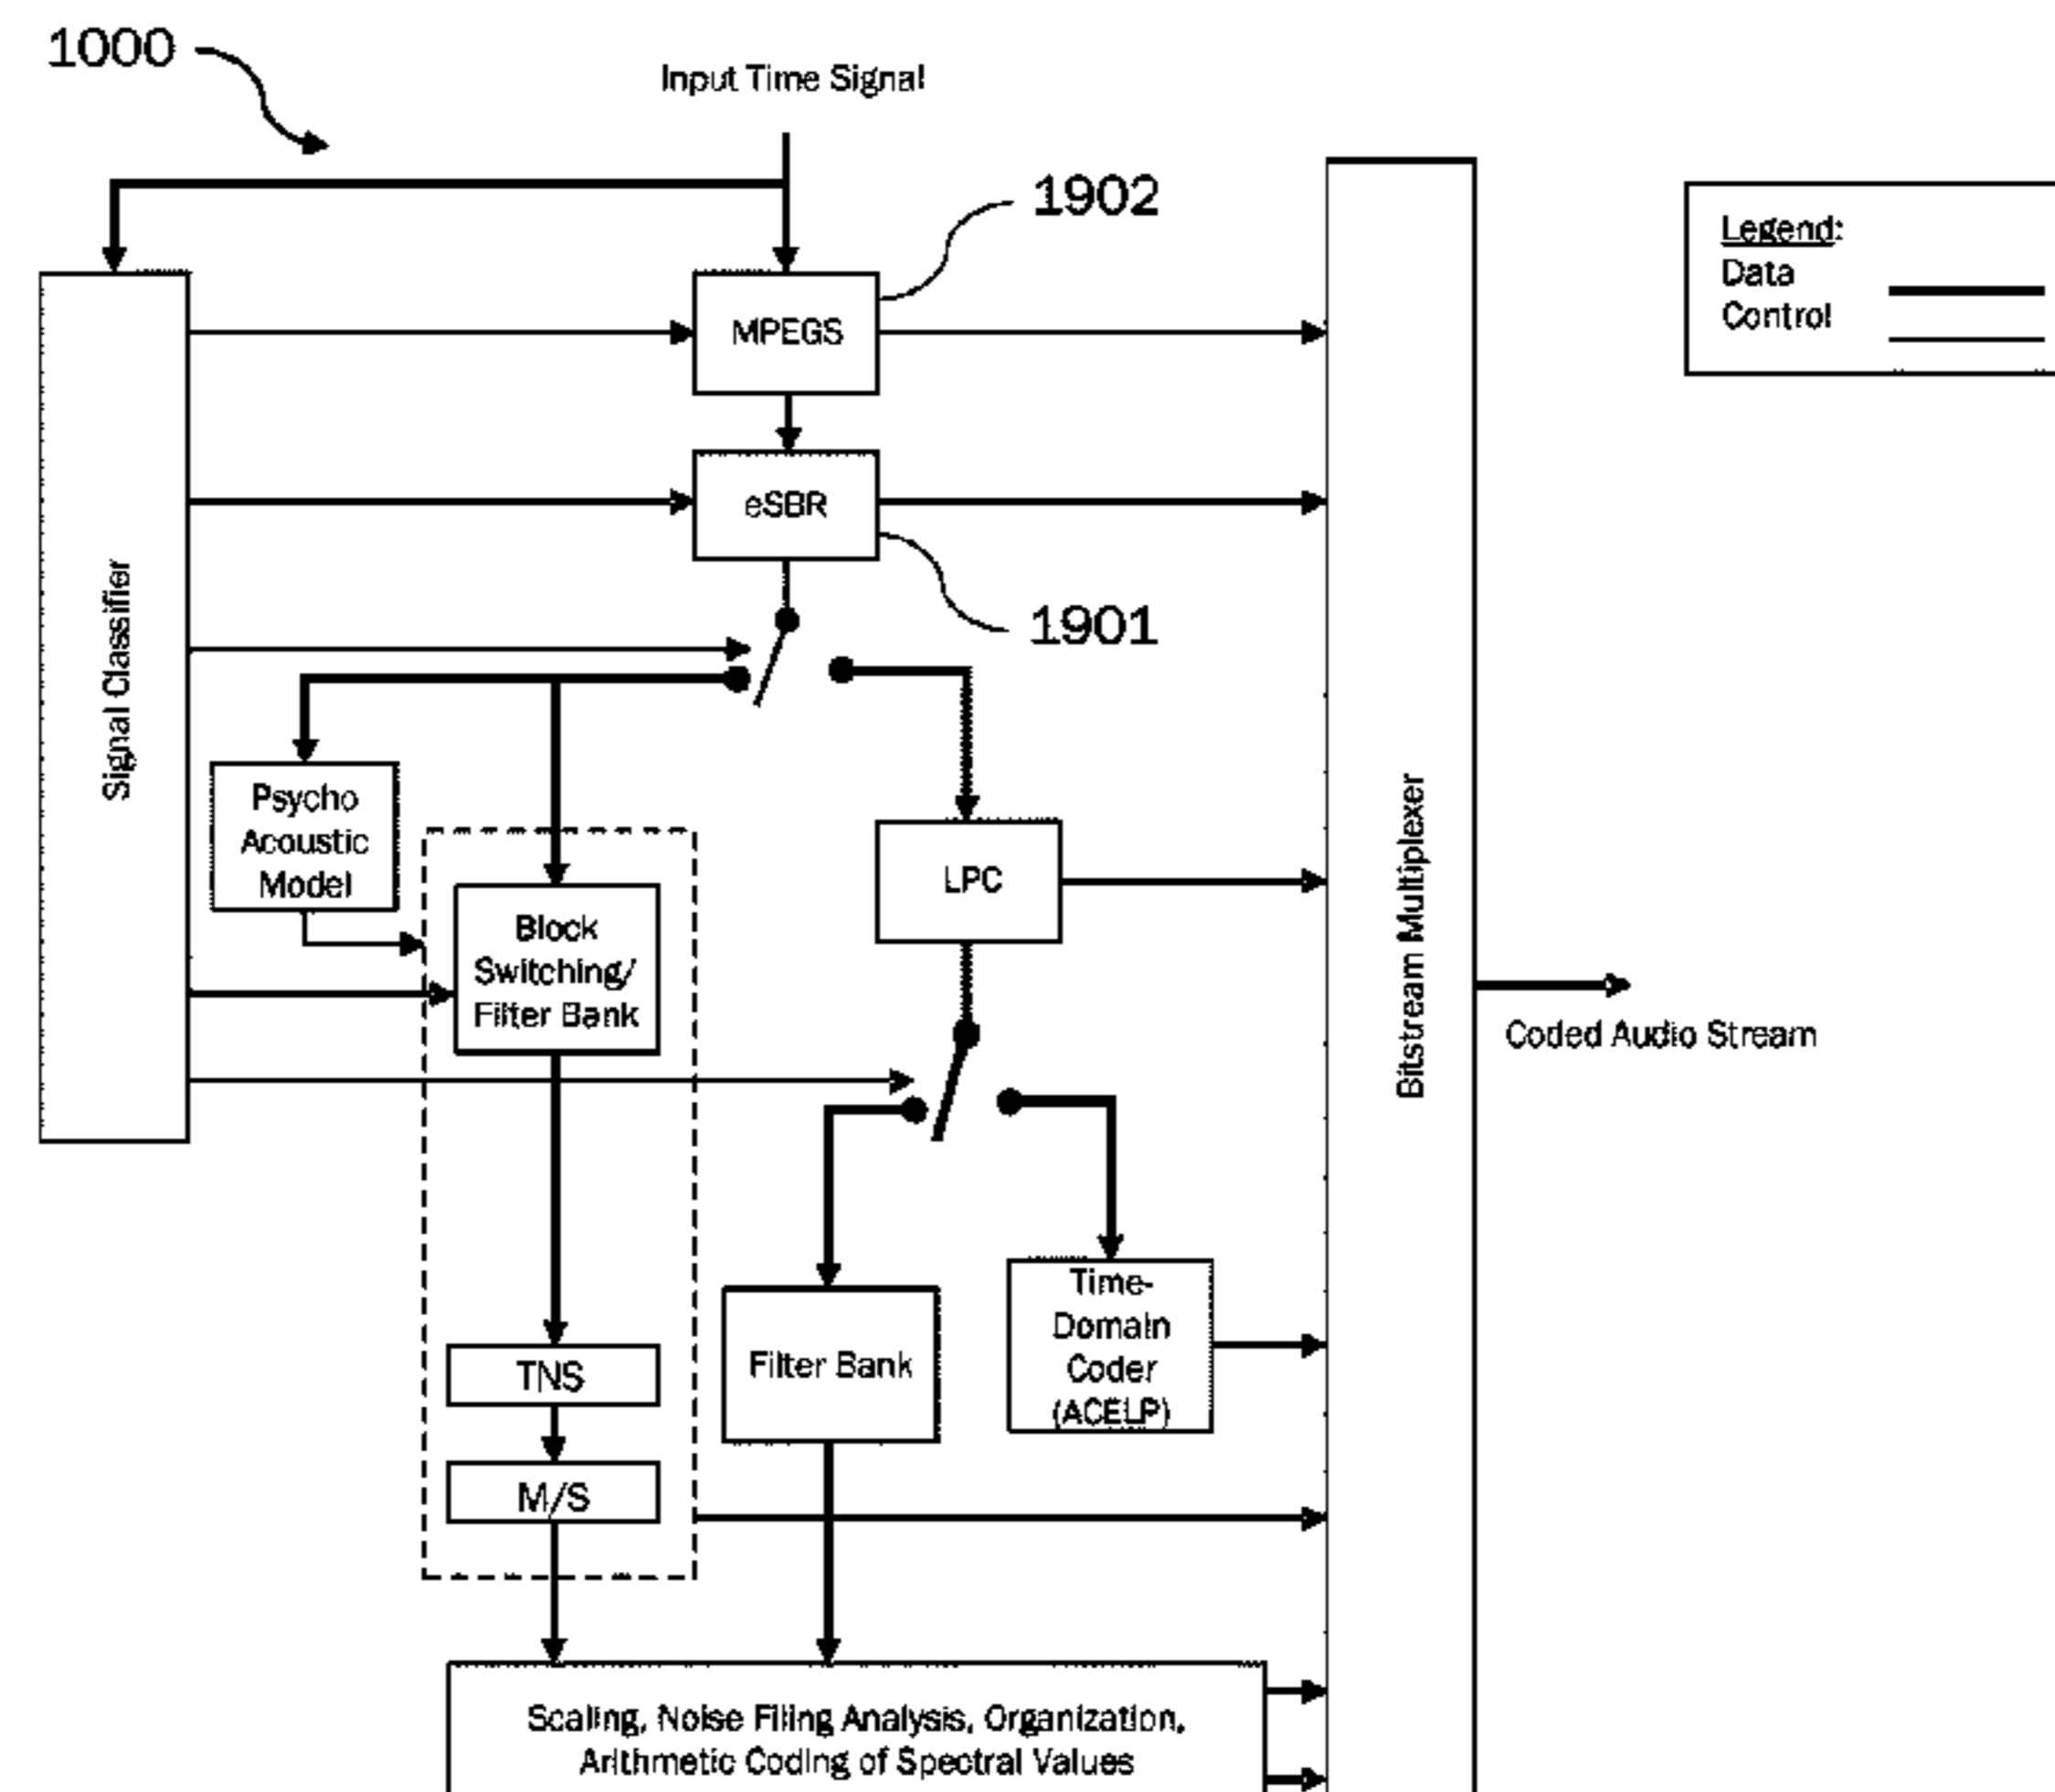 1000
Input Time Signal
1902
Legend:
Data
Control
MPEGS
eSBR
1901
Signal Classifier
Psycho
Acoustic
Model
Block
Switching/
Filter Bank
LPC
Bitstream Multiplexer
Coded Audio Stream
Time-
Domain
Coder
(ACELP)
Filter Bank
TNS
M/S
Scaling, Noise Filing Analysis, Organization,
Arithmetic Coding of Spectral Values